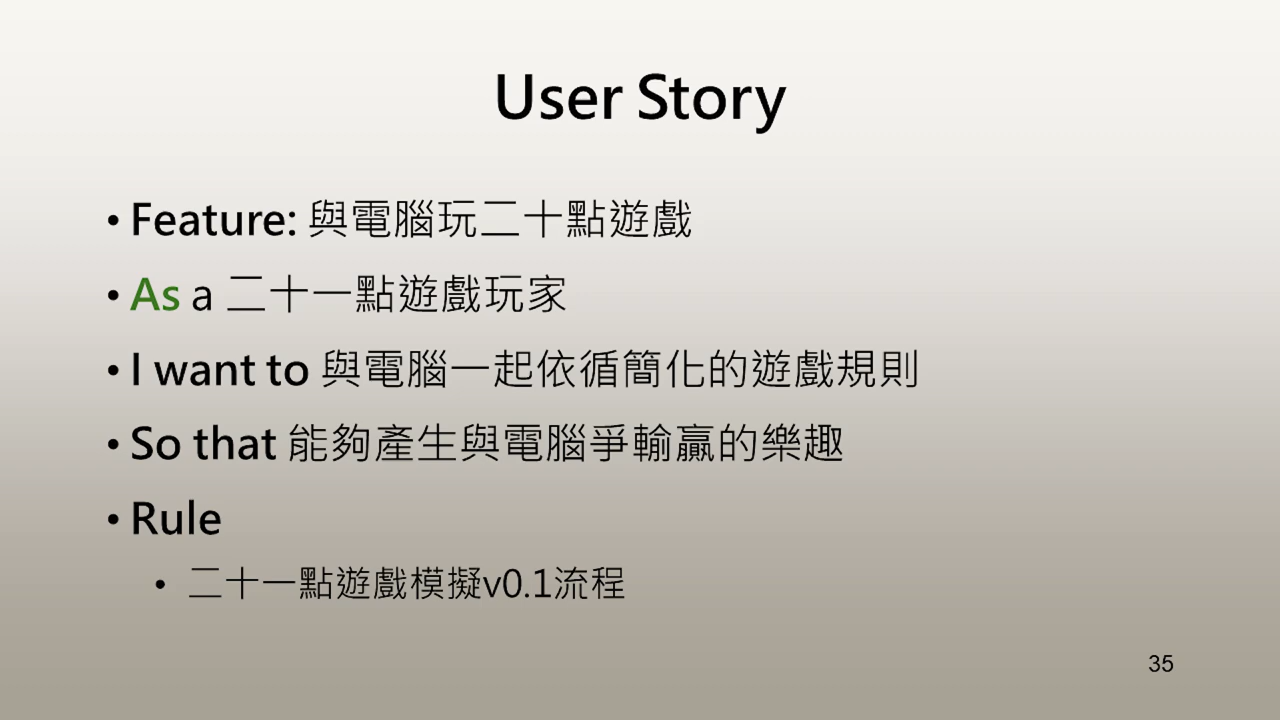 User Story
• Feature: 與電腦玩二十點遊戲
• As a 二十一點遊戲玩家
• I want to 與電腦一起依循簡化的遊戲規則
• So that 能夠產生與電腦爭輸贏的樂趣
• Rule
• 二十一點遊戲模擬v0.1流程
35